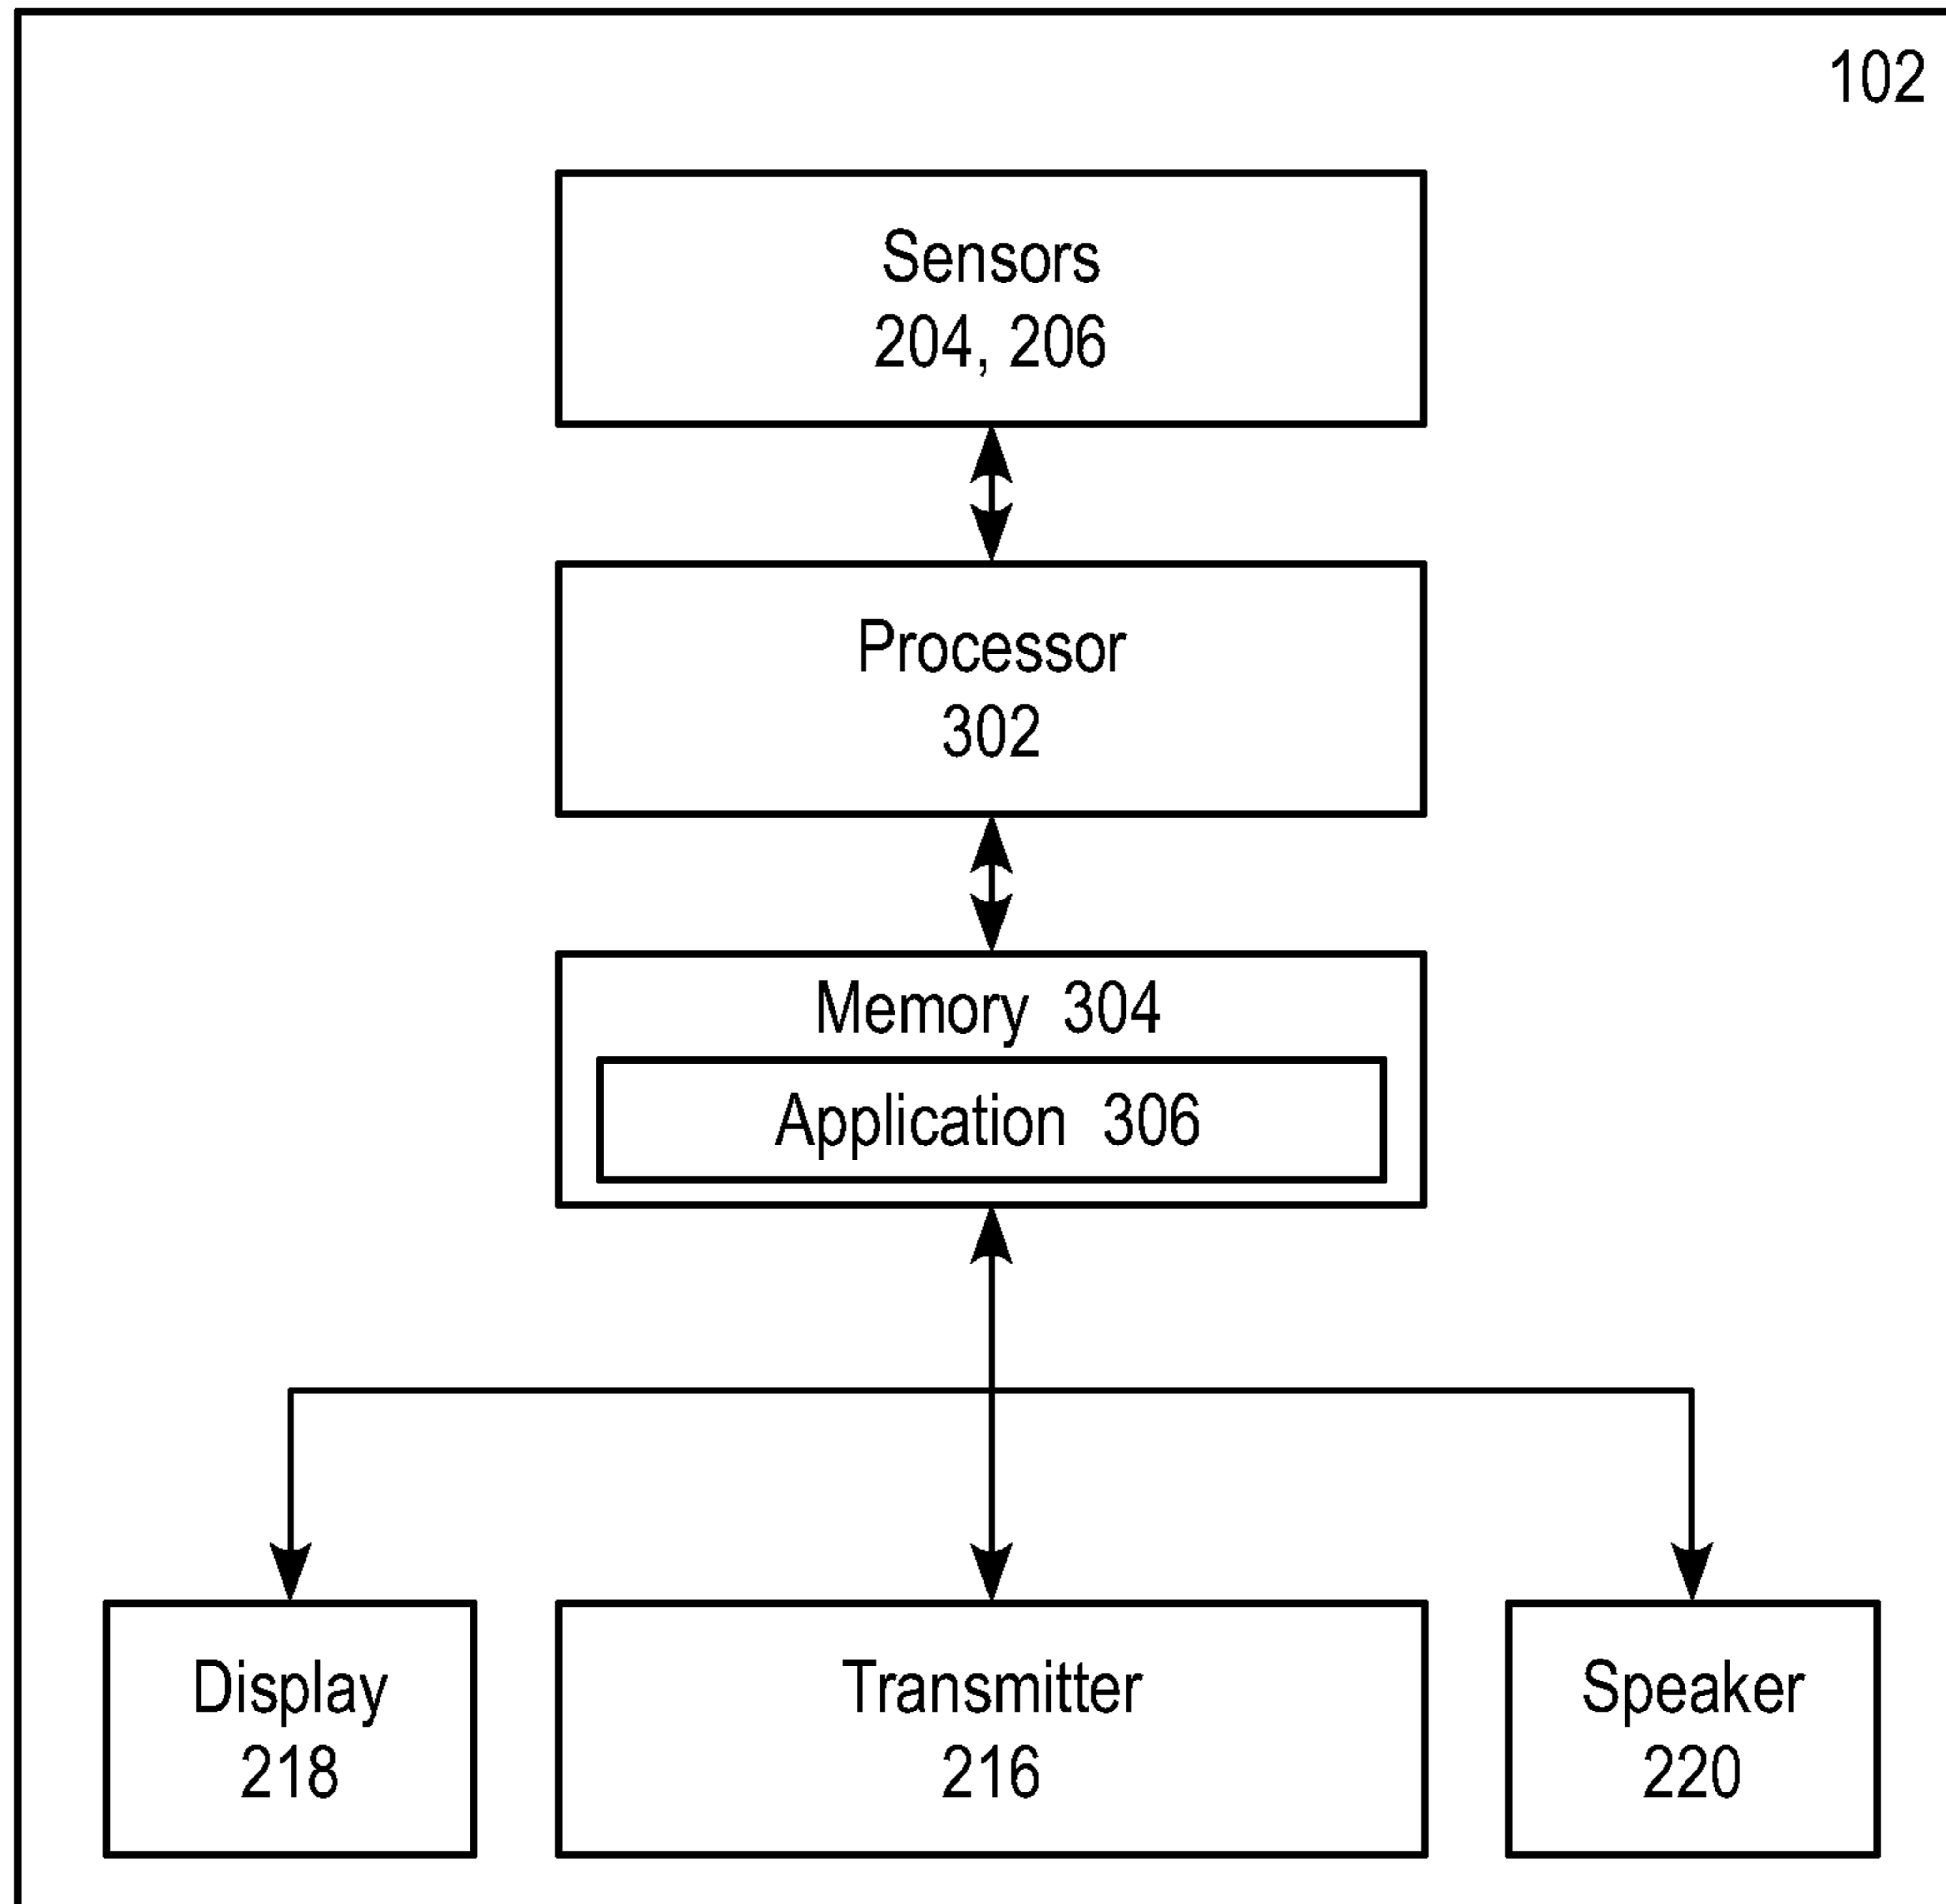 102
Sensors
204, 206
Processor
302
Memory 304
Application 306
Display
218
Transmitter
216
Speaker
220